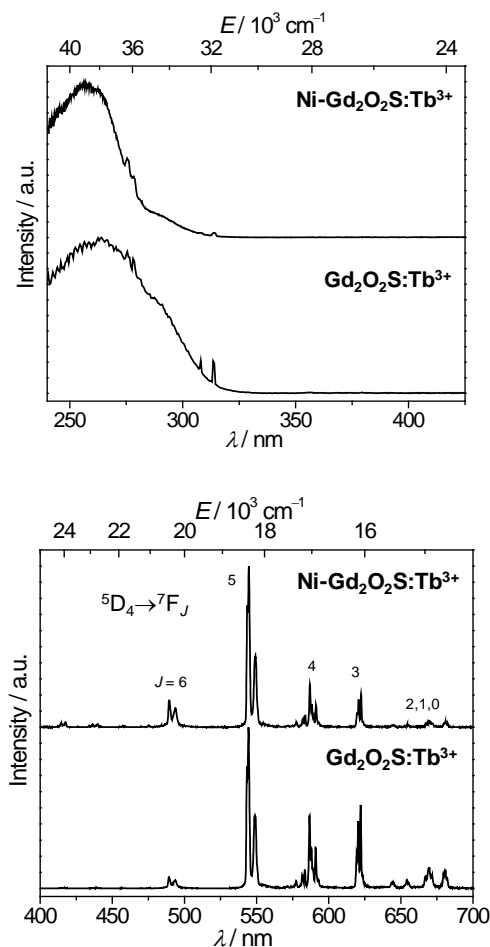 E / 10³ cm⁻¹
40 36 32 28 24
Ni-Gd₂O₂S:Tb³⁺
Gd₂O₂S:Tb³⁺
Intensity / a.u.
250 300 350 400
λ / nm
E / 10³ cm⁻¹
24 22 20 18 16
Ni-Gd₂O₂S:Tb³⁺
⁵D₄→⁷F_J
5
4
3
J = 6
2,1,0
Gd₂O₂S:Tb³⁺
Intensity / a.u.
400 450 500 550 600 650 700
λ / nm